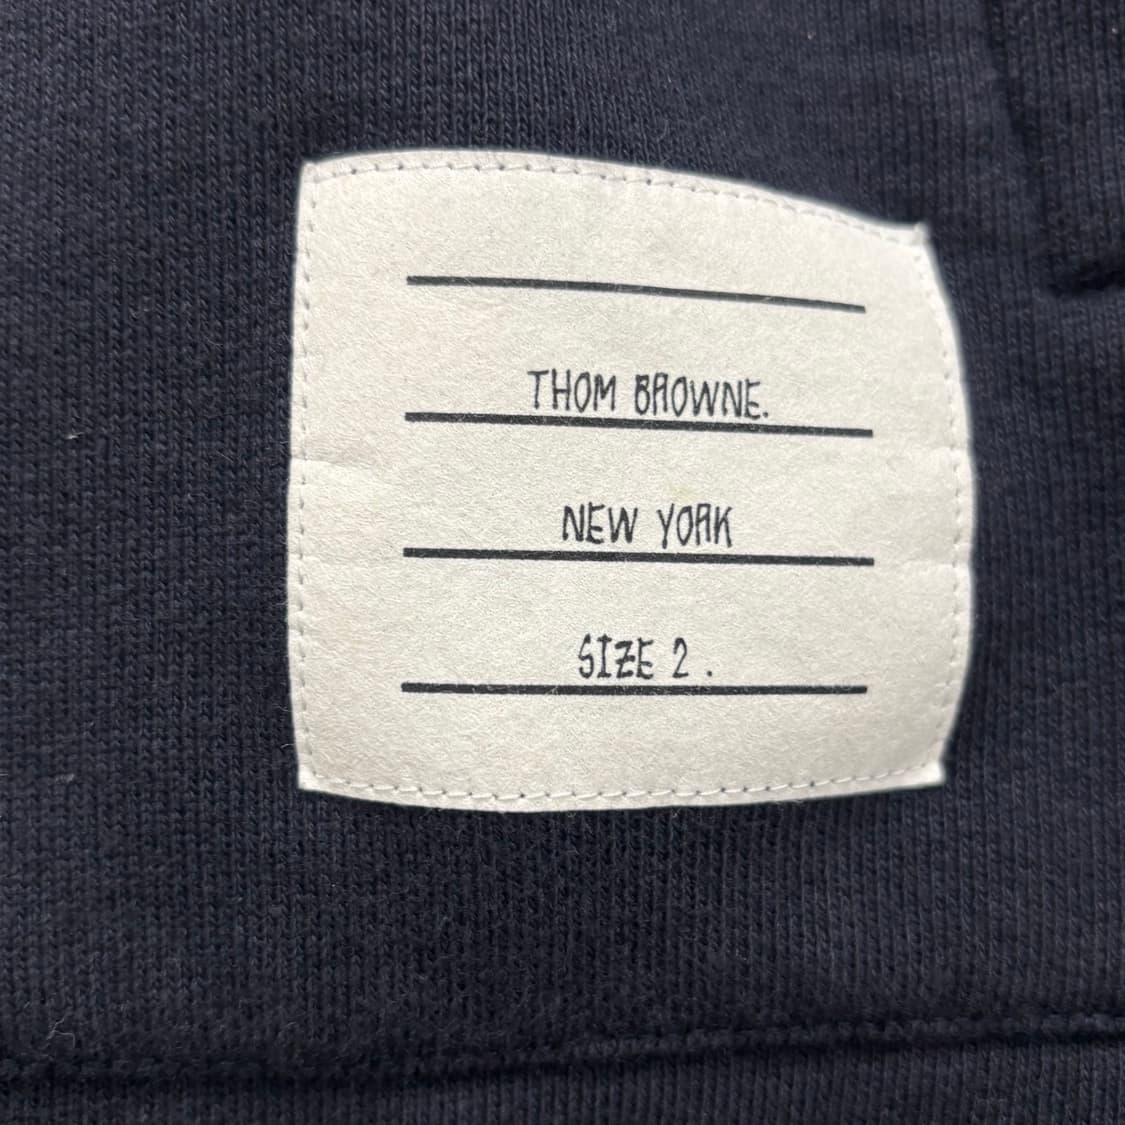 THOM BROWNE.
NEW YORK
SIZE 2 .